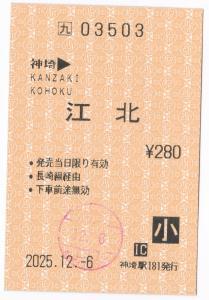 九 03503
神埼▶
KANZAKI
KOHOKU
江北
¥280
・発売当日限り有効
・長崎線経由
・下車前途無効
小
IC
2025.12.-6
神埼駅181発行